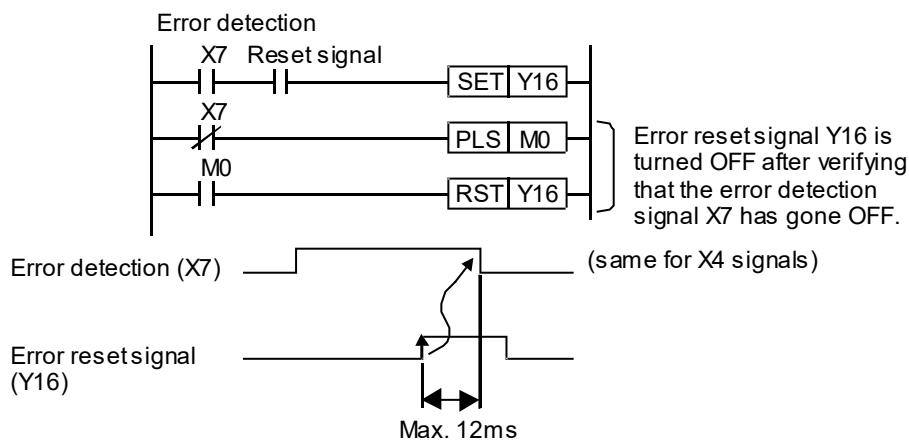 Error detection
X7 Reset signal
SET Y16
X7
PLS M0
M0
RST Y16
Error reset signal Y16 is
turned OFF after verifying
that the error detection
signal X7 has gone OFF.
Error detection (X7)
(same for X4 signals)
Error reset signal
(Y16)
Max. 12ms